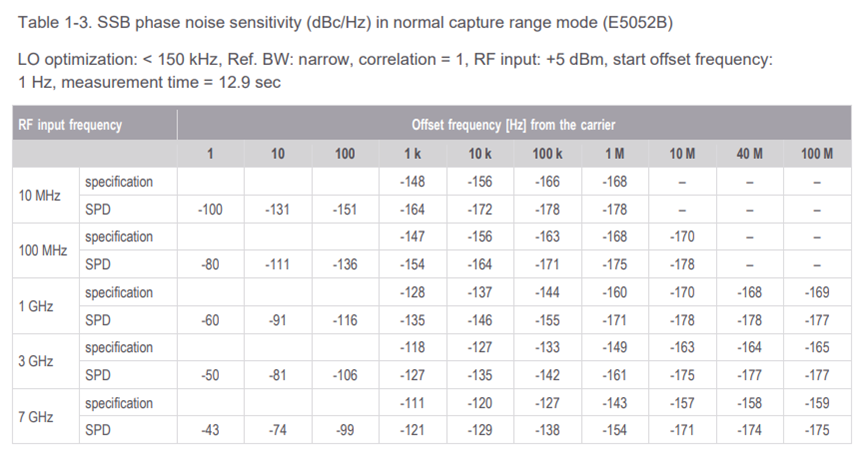 Table 1-3. SSB phase noise sensitivity (dBc/Hz) in normal capture range mode (E5052B)
LO optimization: < 150 kHz, Ref. BW: narrow, correlation = 1, RF input: +5 dBm, start offset frequency:
1 Hz, measurement time = 12.9 sec
RF input frequency Offset frequency [Hz] from the carrier
1 10 100 1 k 10 k 100 k 1 M 10 M 40 M 100 M
10 MHz
specification -148 -156 -166 -168 – – –
SPD -100 -131 -151 -164 -172 -178 -178 – – –
100 MHz
specification -147 -156 -163 -168 -170 – –
SPD -80 -111 -136 -154 -164 -171 -175 -178 – –
1 GHz
specification -128 -137 -144 -160 -170 -168 -169
SPD -60 -91 -116 -135 -146 -155 -171 -178 -178 -177
3 GHz
specification -118 -127 -133 -149 -163 -164 -165
SPD -50 -81 -106 -127 -135 -142 -161 -175 -177 -177
7 GHz
specification -111 -120 -127 -143 -157 -158 -159
SPD -43 -74 -99 -121 -129 -138 -154 -171 -174 -175